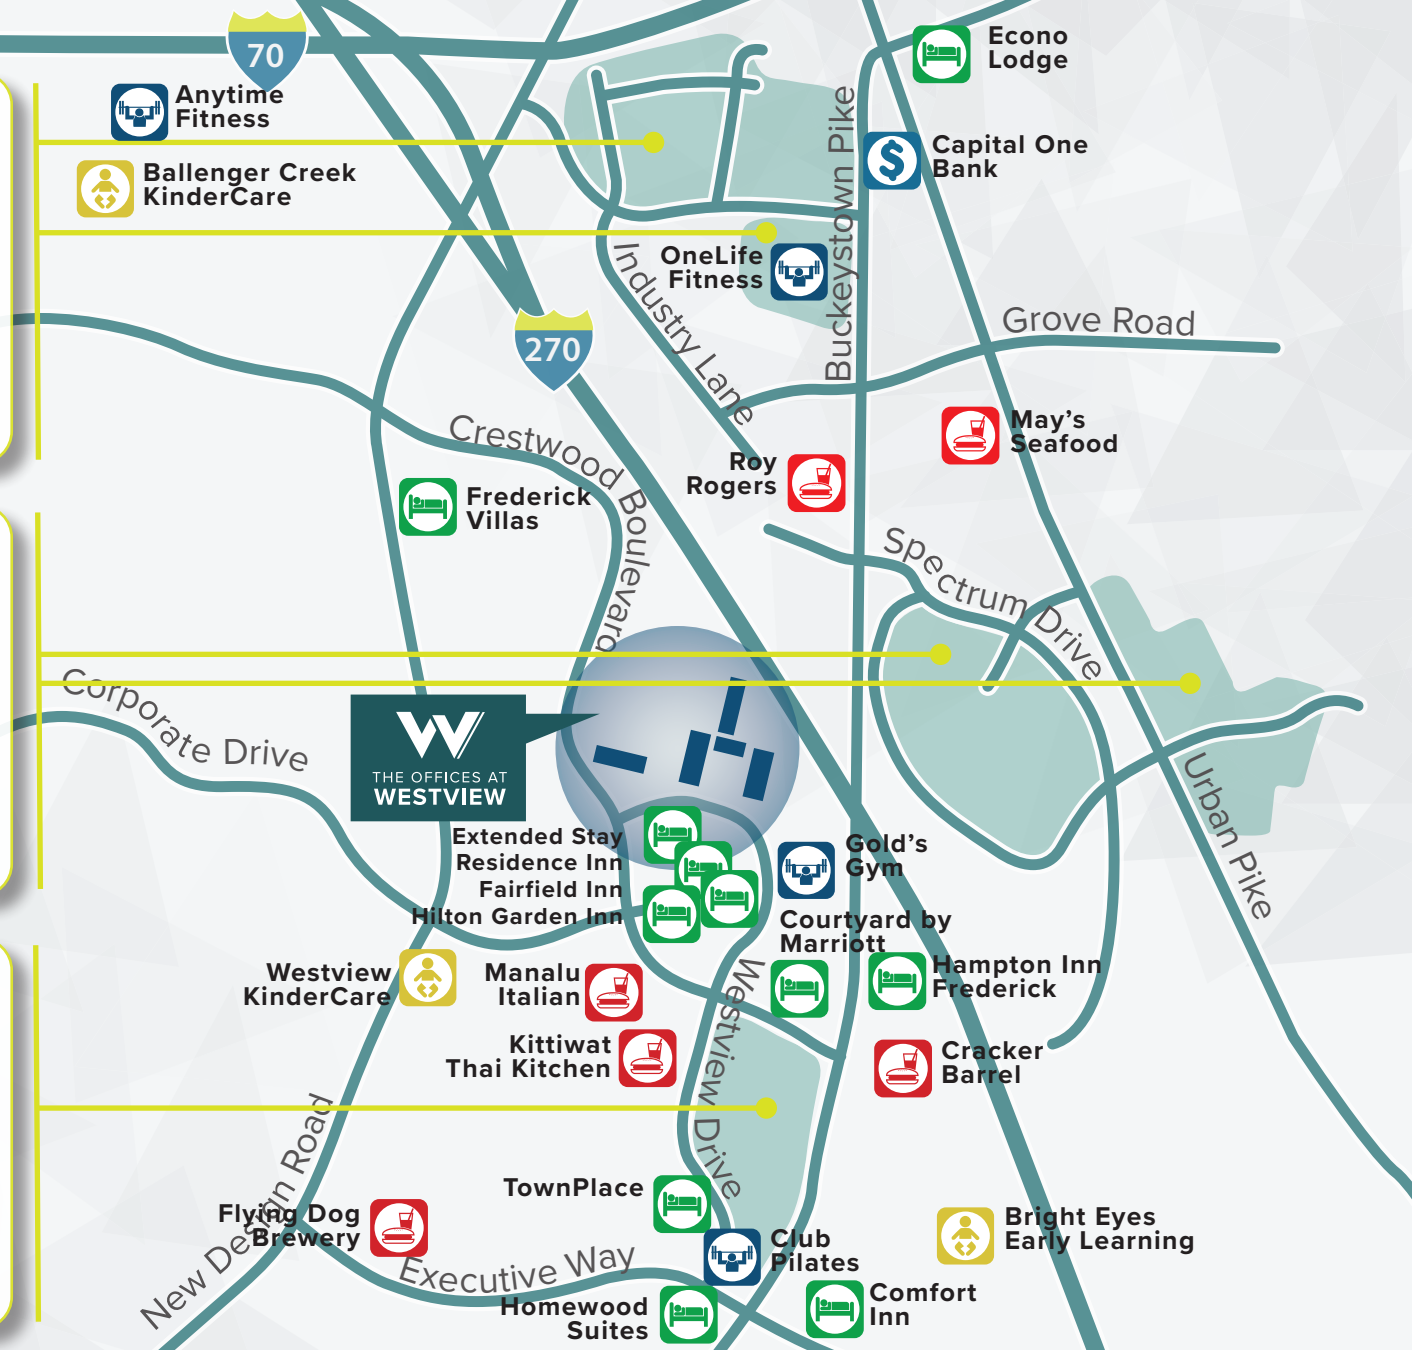 70
Econo
Lodge
Anytime
Fitness
Buckeystown Pike
Capital One
Bank
Ballenger Creek
KinderCare
OneLife
Fitness
Industry Lane
270
Grove Road
Crestwood Boulevard
May's
Seafood
Roy
Rogers
Frederick
Villas
Spectrum Drive
Corporate Drive
W
THE OFFICES AT
WESTVIEW
Urban Pike
Extended Stay
Residence Inn
Fairfield Inn
Hilton Garden Inn
Gold's
Gym
Courtyard by
Marriott
Hampton Inn
Frederick
Westview
KinderCare
Manalu
Italian
Westview Drive
Kittiwat
Thai Kitchen
Cracker
Barrel
New Design Road
TownPlace
Flying Dog
Brewery
Bright Eyes
Early Learning
Club
Pilates
Executive Way
Homewood
Suites
Comfort
Inn